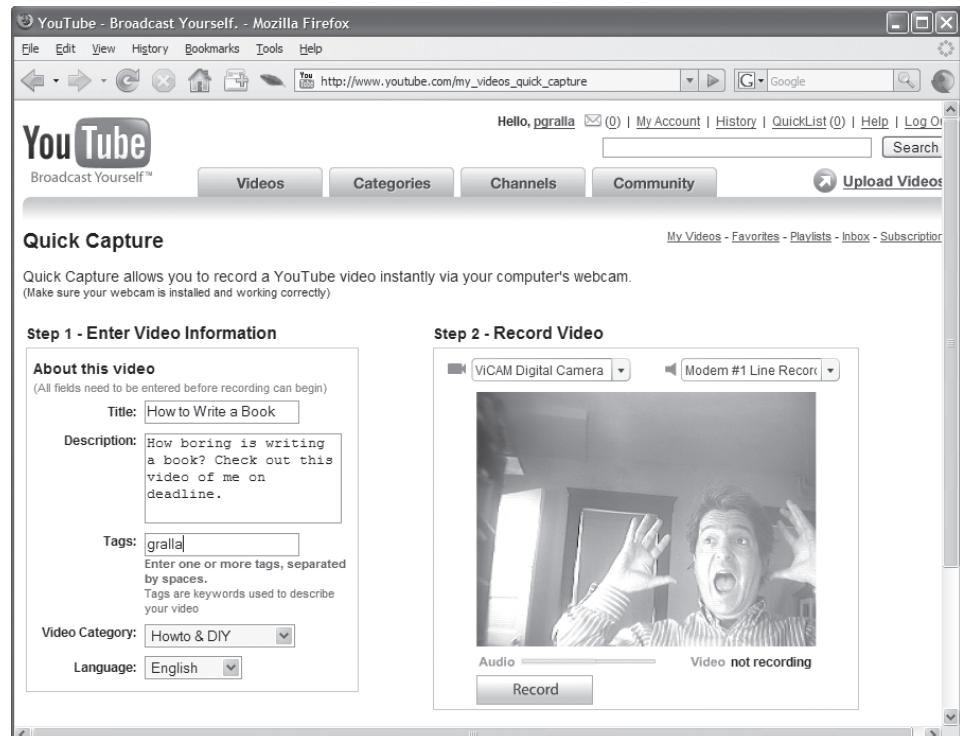 YouTube - Broadcast Yourself. - Mozilla Firefox
File Edit View History Bookmarks Tools Help
http://www.youtube.com/my_videos_quick_capture
G Google
Hello, pgralla (0) | My Account | History | QuickList (0) | Help | Log Ou
YouTube
Search
Broadcast Yourself™
Videos Categories Channels Community Upload Videos
Quick Capture
My Videos - Favorites - Playlists - Inbox - Subscription
Quick Capture allows you to record a YouTube video instantly via your computer's webcam.
(Make sure your webcam is installed and working correctly)
Step 1 - Enter Video Information
About this video
(All fields need to be entered before recording can begin)
Title: How to Write a Book
Description: How boring is writing
a book? Check out this
video of me on
deadline.
Tags: gralla
Enter one or more tags, separated
by spaces.
Tags are keywords used to describe
your video
Video Category: Howto & DIY
Language: English
Step 2 - Record Video
ViCAM Digital Camera
Modem #1 Line Record
Audio
Video not recording
Record